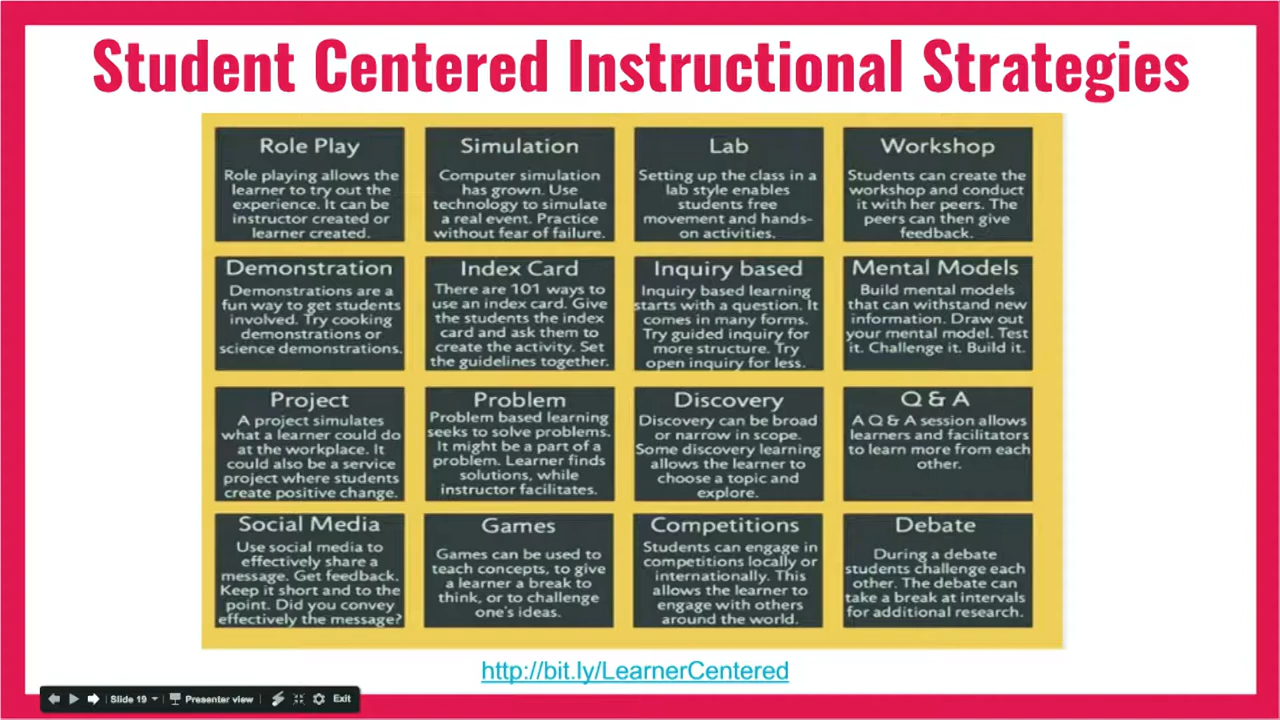 Student Centered Instructional Strategies
Role Play
Role playing allows the
learner to try out the
experience. It can be
instructor created or
learner created.
Simulation
Computer simulation
has grown. Use
technology to simulate
a real event. Practice
without fear of failure.
Lab
Setting up the class in a
lab style enables
students free
movement and hands-
on activities.
Workshop
Students can create the
workshop and conduct
it with her peers. The
peers can then give
feedback.
Demonstration
Demonstrations are a
fun way to get students
involved. Try cooking
demonstrations or
science demonstrations.
Index Card
There are 101 ways to
use an index card. Give
the students the index
card and ask them to
create the activity. Set
the guidelines together.
Inquiry based
Inquiry based learning
starts with a question. It
comes in many forms.
Try guided inquiry for
more structure. Try
open inquiry for less.
Mental Models
Build mental models
that can withstand new
information. Draw out
your mental model. Test
it. Challenge it. Build it.
Project
A project simulates
what a learner could do
at the workplace. It
could also be a service
project where students
create positive change.
Problem
Problem based learning
seeks to solve problems.
It might be a part of a
problem. Learner finds
solutions, while
instructor facilitates.
Discovery
Discovery can be broad
or narrow in scope.
Some discovery learning
allows the learner to
choose a topic and
explore.
Q & A
A Q & A session allows
learners and facilitators
to learn more from each
other.
Social Media
Use social media to
effectively share a
message. Get feedback.
Keep it short and to the
point. Did you convey
effectively the message?
Games
Games can be used to
teach concepts, to give
a learner a break to
think, or to challenge
one's ideas.
Competitions
Students can engage in
competitions locally or
internationally. This
allows the learner to
engage with others
around the world.
Debate
During a debate
students challenge each
other. The debate can
take a break at intervals
for additional research.
http://bit.ly/LearnerCentered
Slide 19 Presenter view Exit